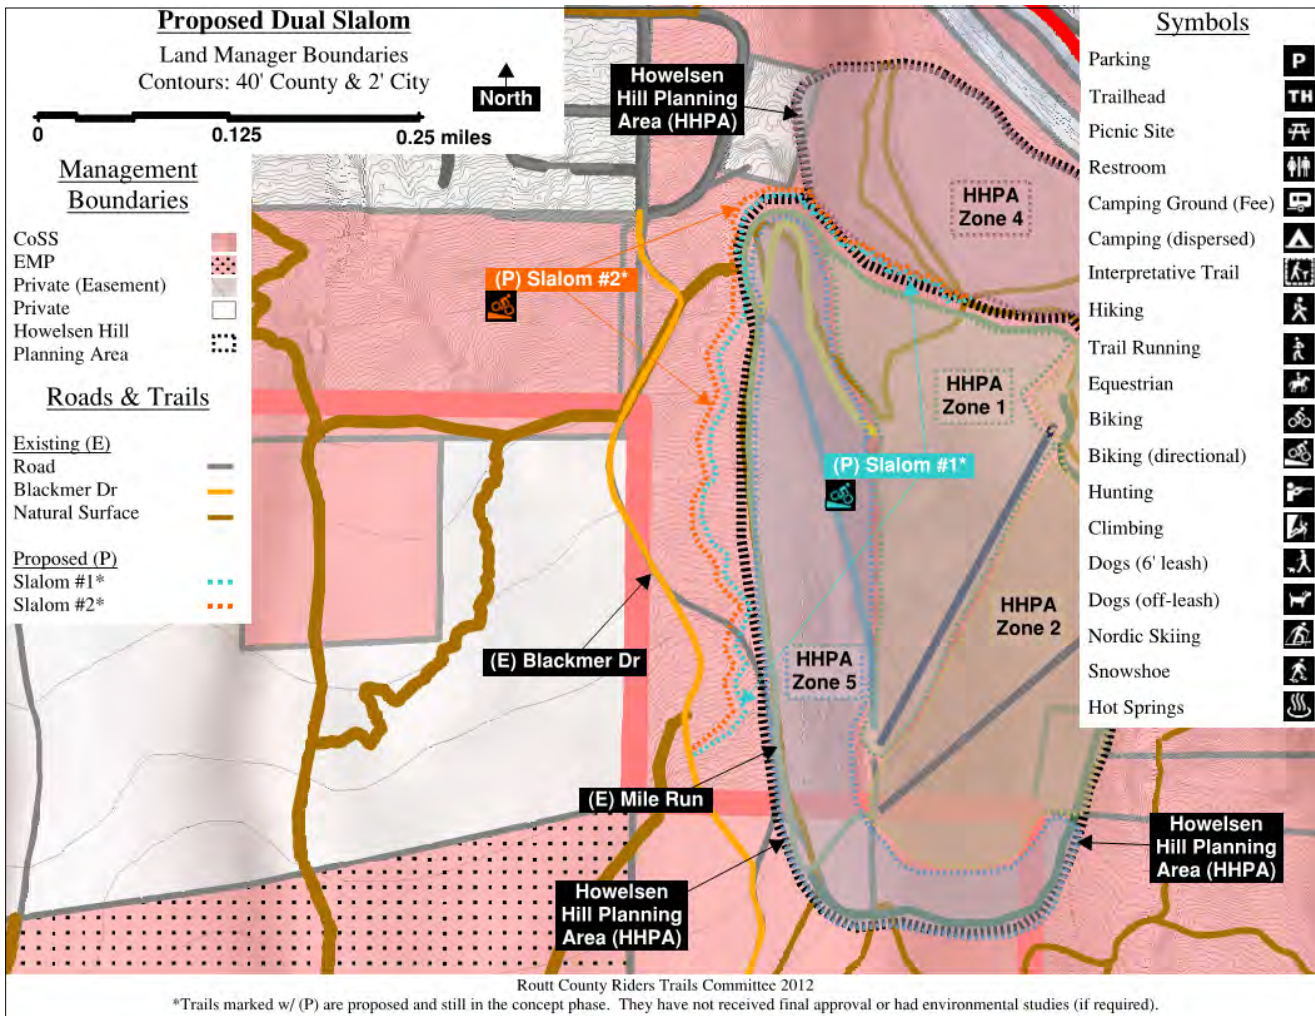 Proposed Dual Slalom
Land Manager Boundaries
Contours: 40' County & 2' City
North
0
0.125
0.25 miles
Management
Boundaries
CoSS
EMP
Private (Easement)
Private
Howelsen Hill
Planning Area
Roads & Trails
Existing (E)
Road
Blackmer Dr
Natural Surface
Proposed (P)
Slalom #1*
Slalom #2*
Howelsen
Hill Planning
Area (HHPA)
HHPA
Zone 4
(P) Slalom #2*
HHPA
Zone 1
(P) Slalom #1*
HHPA
Zone 2
(E) Blackmer Dr
HHPA
Zone 5
(E) Mile Run
Howelsen
Hill Planning
Area (HHPA)
Howelsen
Hill Planning
Area (HHPA)
Symbols
Parking
P
Trailhead
TH
Picnic Site
Restroom
Camping Ground (Fee)
Camping (dispersed)
Interpretative Trail
Hiking
Trail Running
Equestrian
Biking
Biking (directional)
Hunting
Climbing
Dogs (6' leash)
Dogs (off-leash)
Nordic Skiing
Snowshoe
Hot Springs
Routt County Riders Trails Committee 2012
*Trails marked w/ (P) are proposed and still in the concept phase. They have not received final approval or had environmental studies (if required).